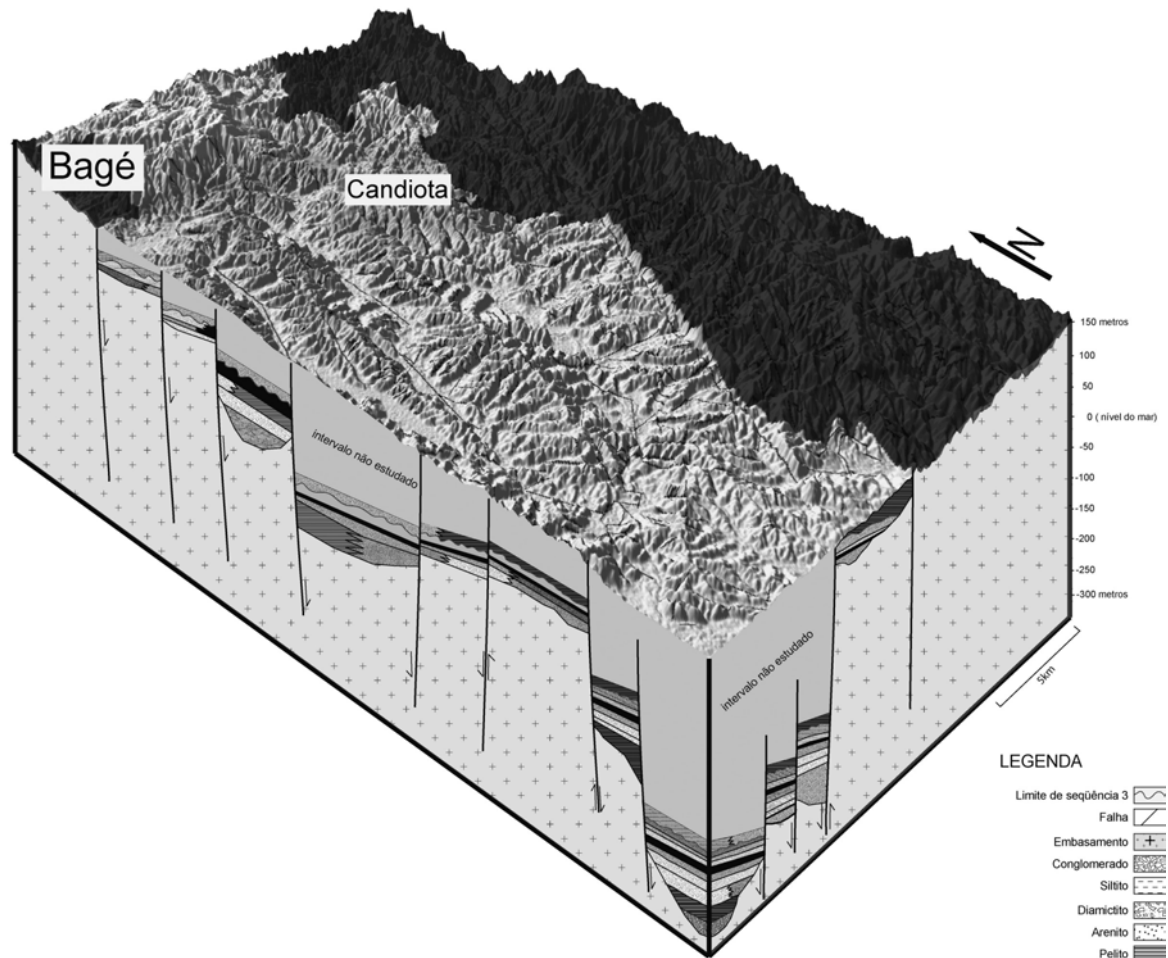 Bagé
Candiota
N
150 metros
100
50
0 ( nível do mar)
-50
-100
-150
-200
-250
-300 metros
5km
intervalo não estudado
intervalo não estudado
LEGENDA
Limite de seqüência 3
Falha
Embasamento
Conglomerado
Siltito
Diamictito
Arenito
Pelito